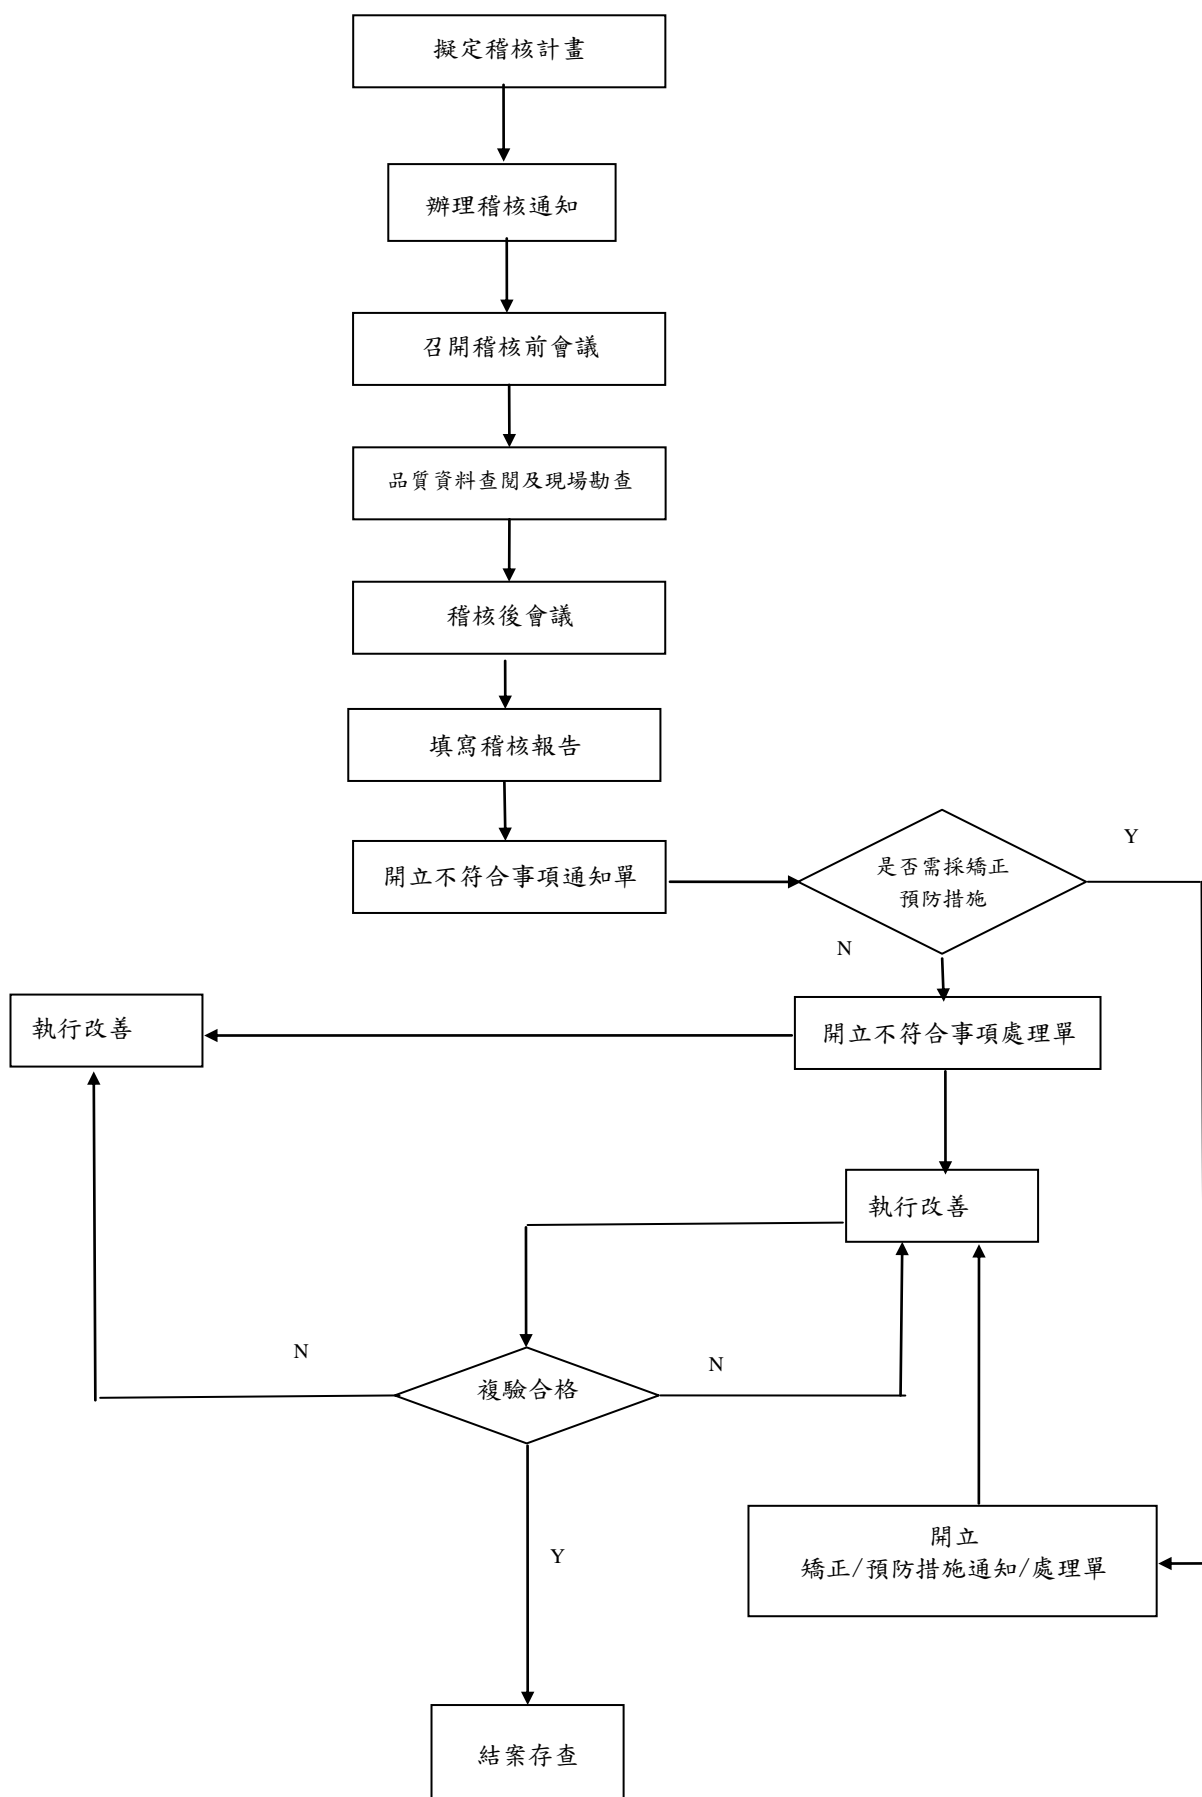 擬定稽核計畫
辦理稽核通知
召開稽核前會議
品質資料查閱及現場勘查
稽核後會議
填寫稽核報告
開立不符合事項通知單
是否需採矯正
預防措施
Y
N
執行改善
開立不符合事項處理單
執行改善
N
複驗合格
N
開立
矯正/預防措施通知/處理單
Y
結案存查